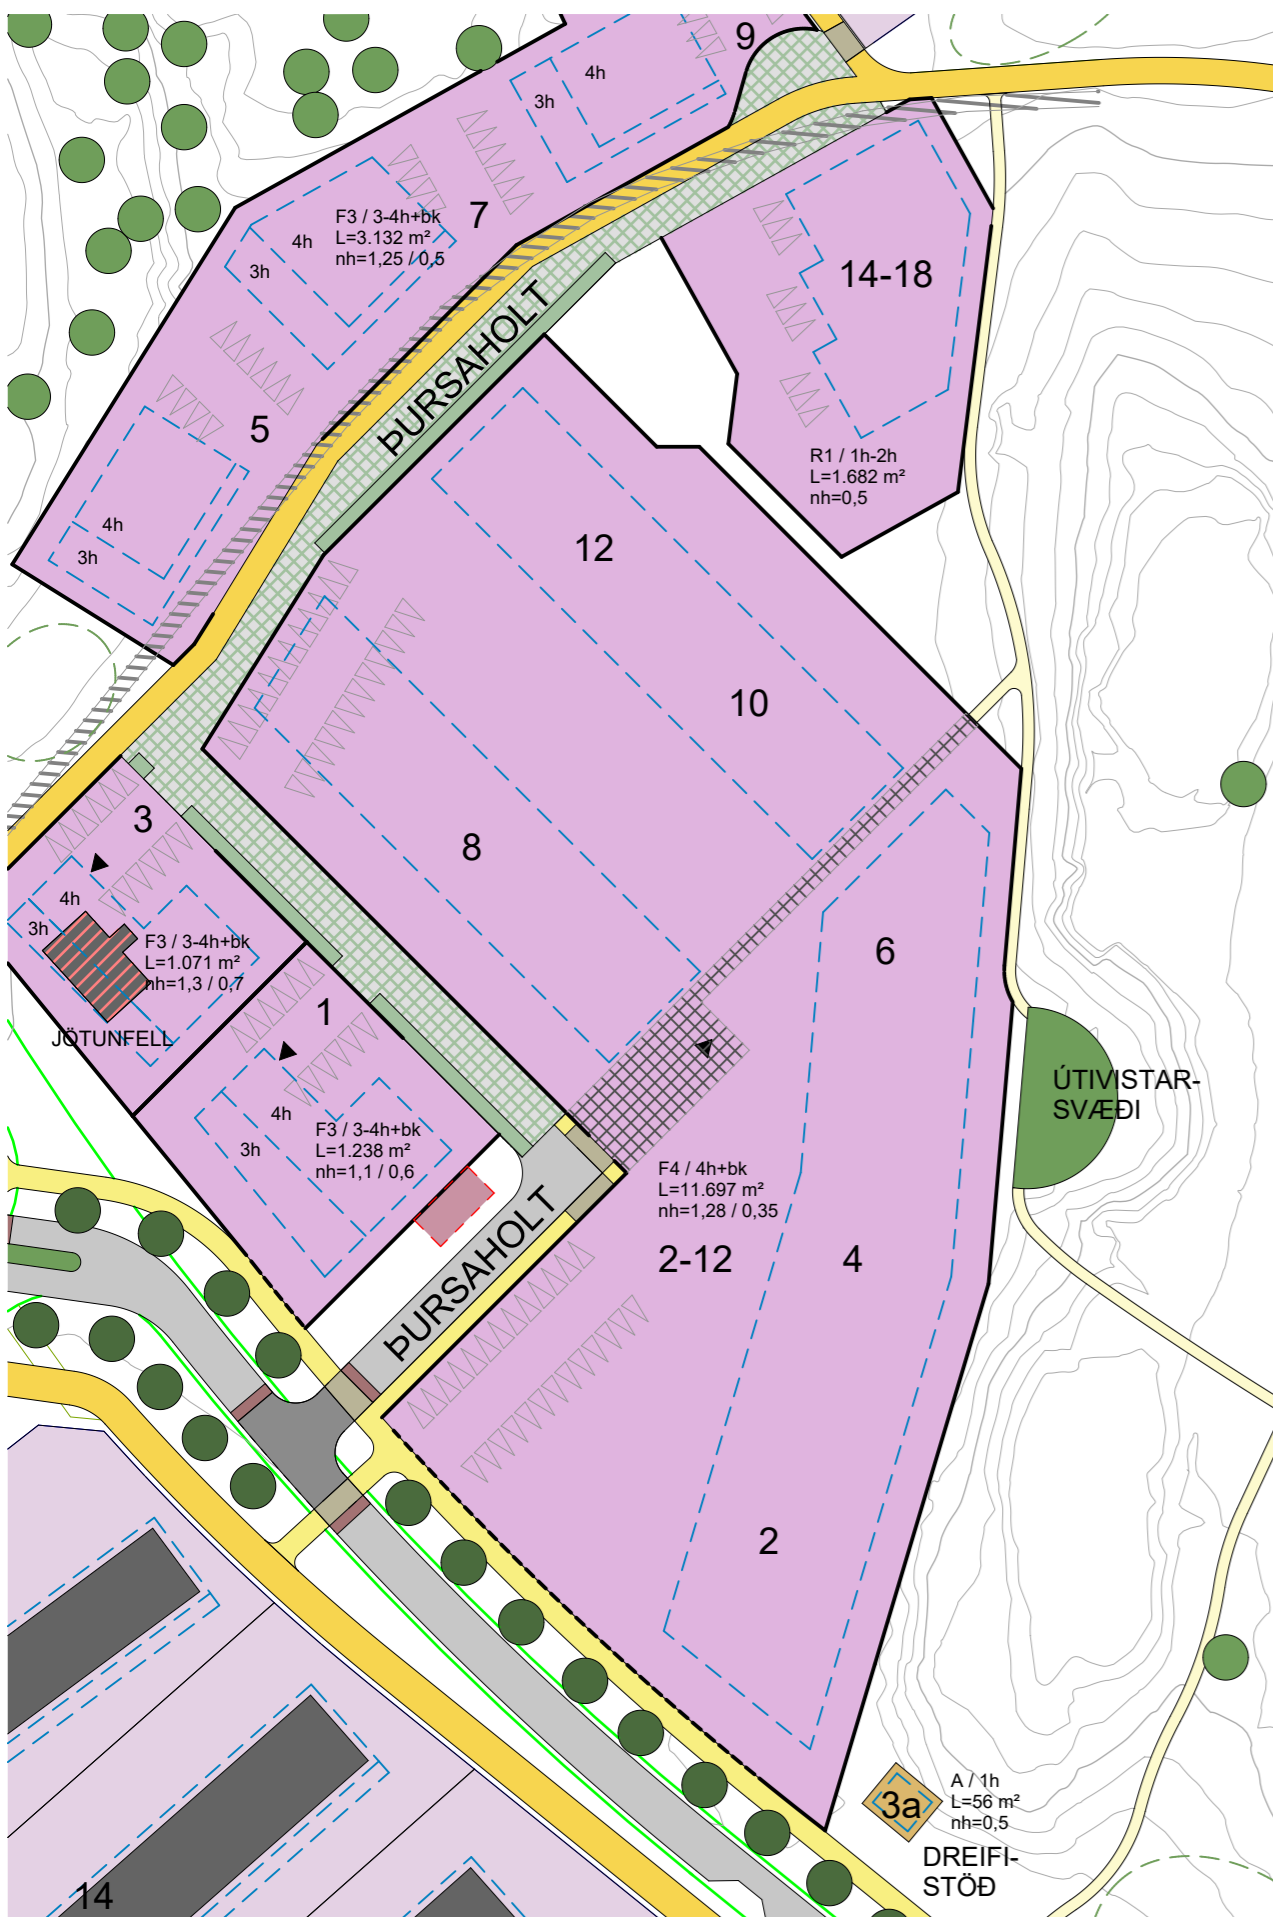 9
4h
3h
F3 / 3-4h+bk
L=3.132 m²
nh=1,25 / 0,5
7
4h
3h
14-18
ÞURSAHOLT
5
R1 / 1h-2h
L=1.682 m²
nh=0,5
4h
3h
12
10
3
8
4h
3h
F3 / 3-4h+bk
L=1.071 m²
nh=1,3 / 0,7
6
1
JÖTUNFELL
ÚTIVISTAR-
SVÆÐI
4h
3h
F3 / 3-4h+bk
L=1.238 m²
nh=1,1 / 0,6
F4 / 4h+bk
L=11.697 m²
nh=1,28 / 0,35
ÞURSAHOLT
2-12
4
2
3a
A / 1h
L=56 m²
nh=0,5
DREIFI-
STÖÐ
14